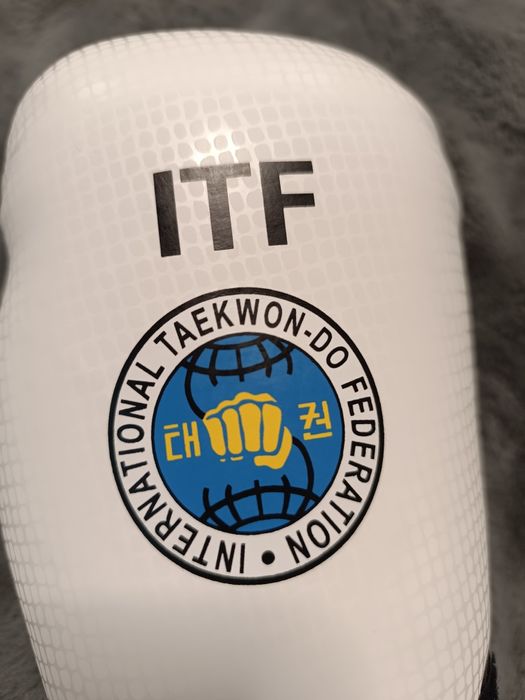 ITF
INTERNATIONAL TAEKWON-DO FEDERATION •
태 권